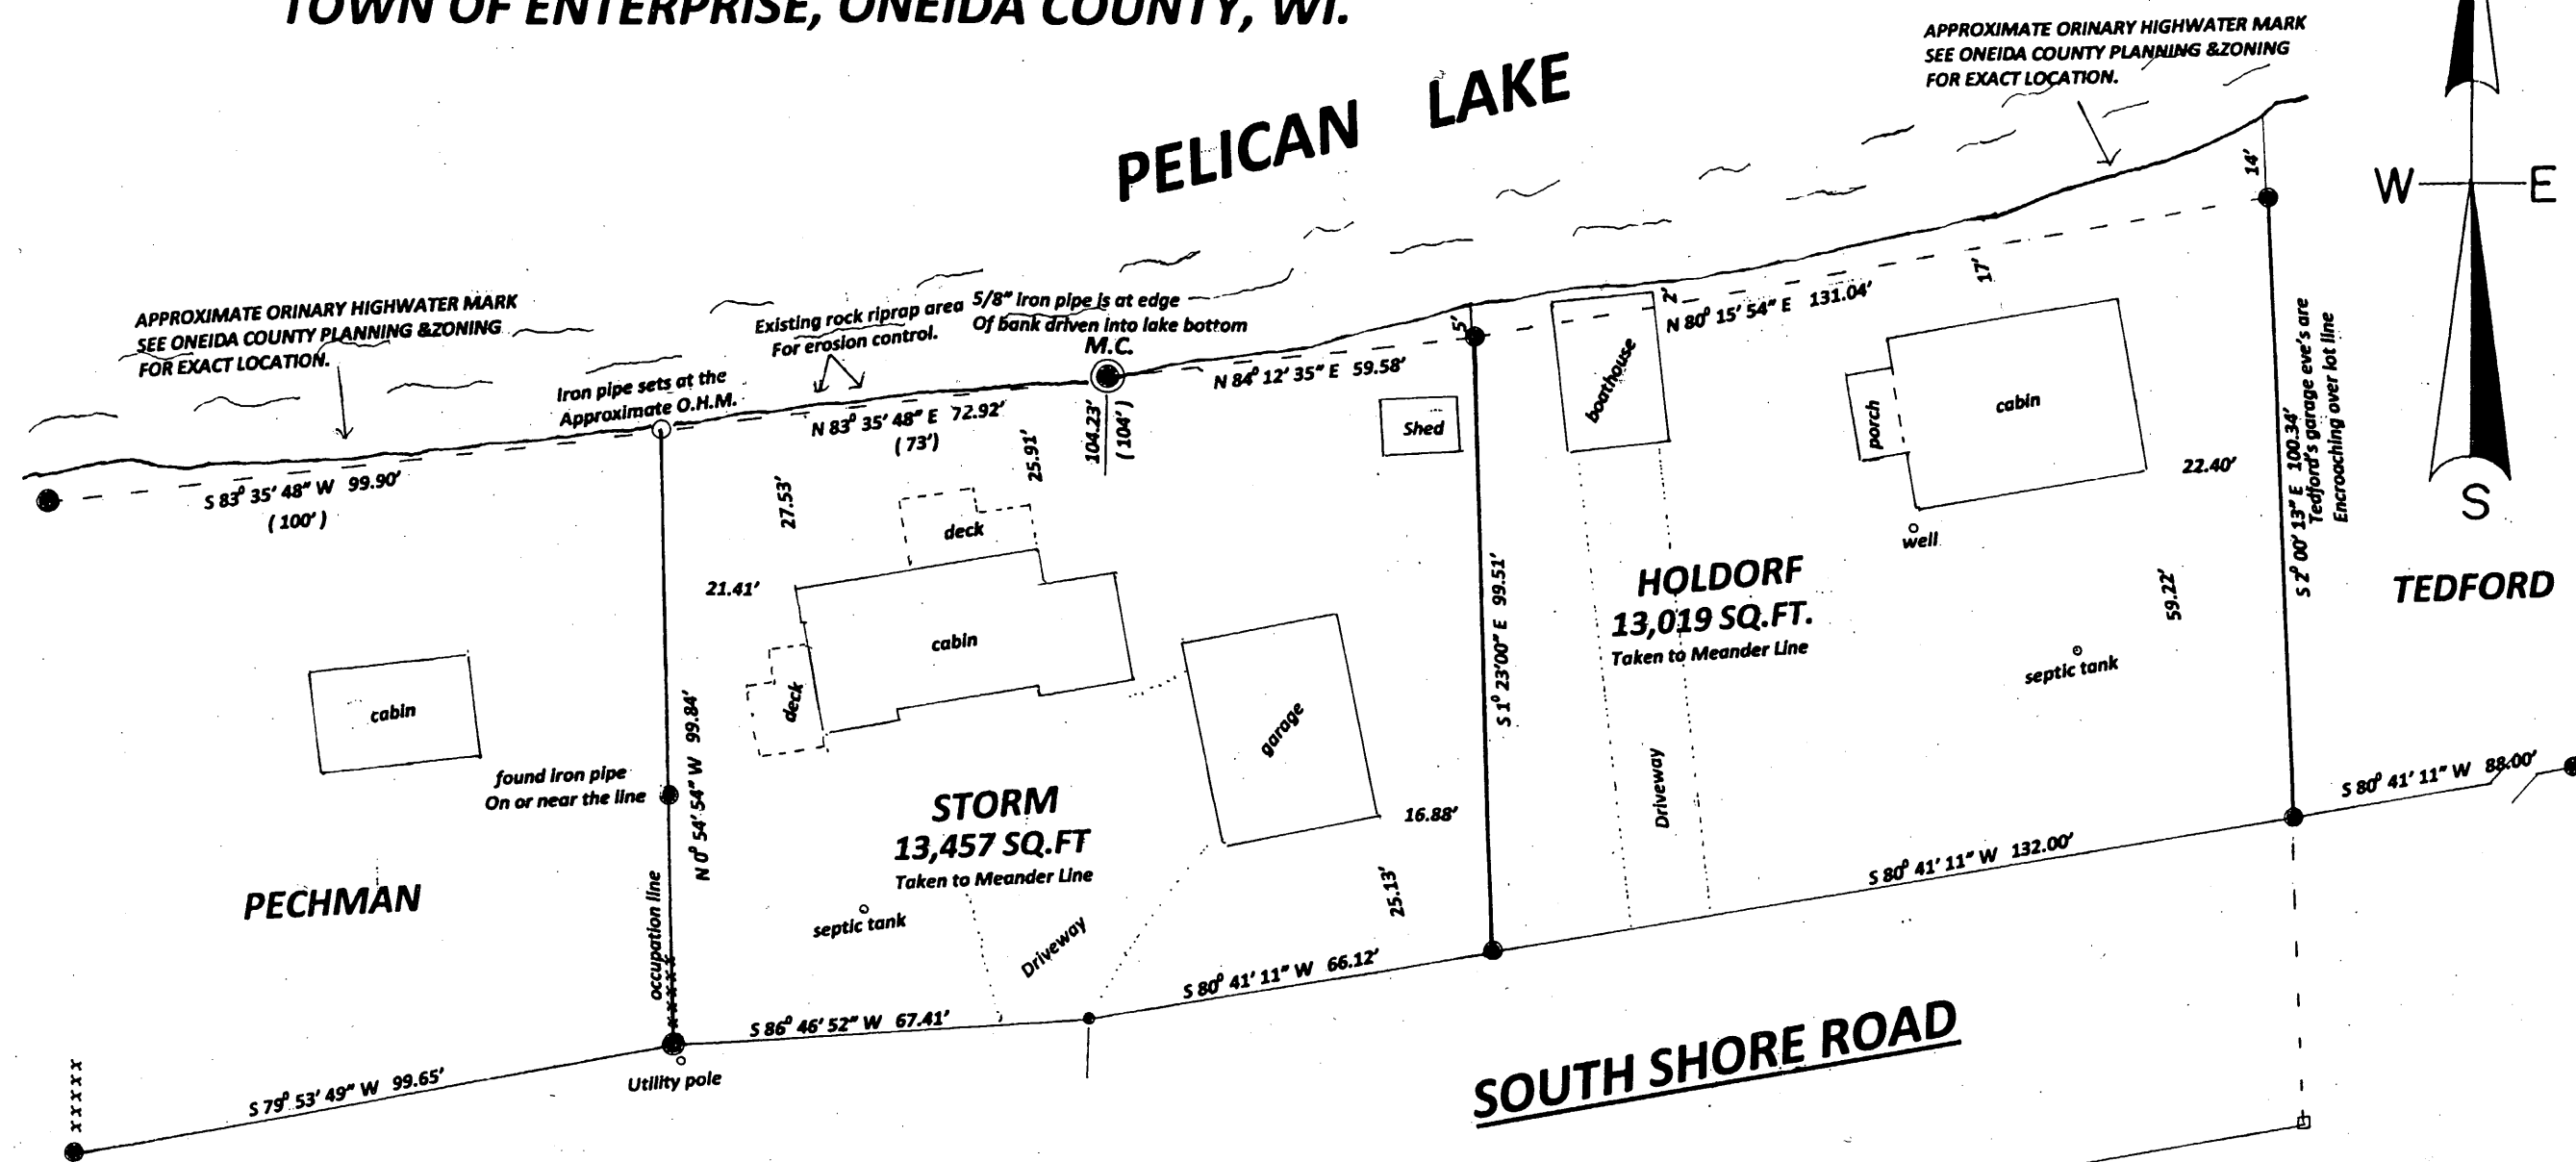 TOWN OF ENTERPRISE, ONEIDA COUNTY, WI.
APPROXIMATE ORINARY HIGHWATER MARK
SEE ONEIDA COUNTY PLANNING &ZONING
FOR EXACT LOCATION.
PELICAN LAKE
W E
S
14'
APPROXIMATE ORINARY HIGHWATER MARK
SEE ONEIDA COUNTY PLANNING &ZONING
FOR EXACT LOCATION.
Existing rock riprap area
For erosion control.
5/8" iron pipe is at edge
Of bank driven into lake bottom
M.C.
Iron pipe sets at the
Approximate O.H.M.
S 83° 35' 48" W 99.90'
(100')
N 83° 35' 48" E 72.92'
(73')
N 84° 12' 35" E 59.58'
5'
2'
N 80° 15' 54" E 131.04'
17'
104.23'
(104')
25.91'
27.53'
deck
21.41'
cabin
deck
Shed
boathouse
porch
cabin
22.40'
well
S 2° 00' 13" E 100.34'
Tedford's garage eve's are
Encroaching over lot line
TEDFORD
HOLDORF
13,019 SQ.FT.
Taken to Meander Line
59.22'
septic tank
S 1° 23'00" E 99.51'
Driveway
cabin
found iron pipe
On or near the line
N 0° 54' 54" W 99.84'
garage
STORM
13,457 SQ.FT
Taken to Meander Line
16.88'
25.13'
PECHMAN
occupation line
xxxxxx
septic tank
Driveway
S 80° 41' 11" W 88.00'
S 80° 41' 11" W 132.00'
S 80° 41' 11" W 66.12'
S 86° 46' 52" W 67.41'
Utility pole
S 79° 53' 49" W 99.65'
xxxxx
SOUTH SHORE ROAD